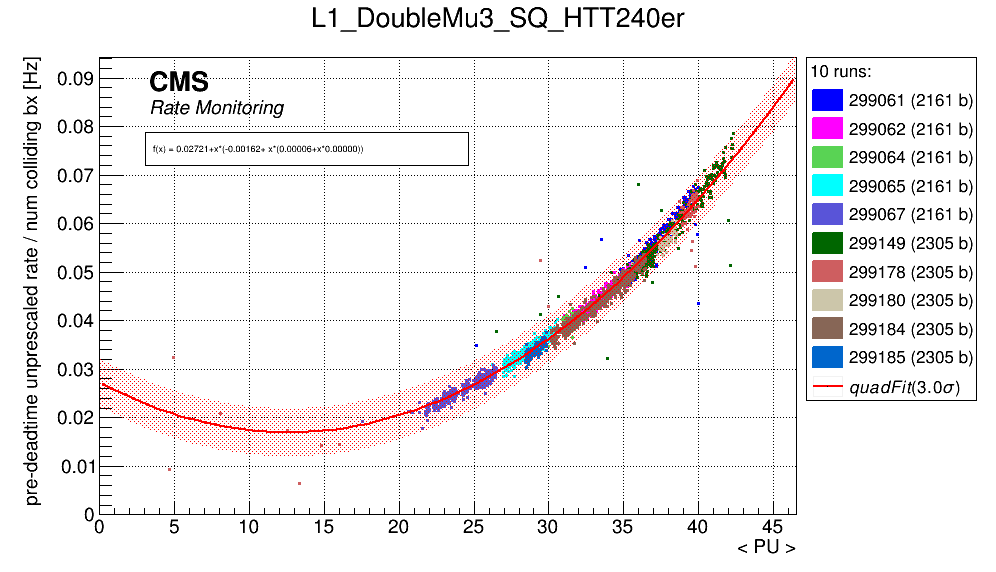 L1_DoubleMu3_SQ_HTT240er
pre-deadtime unprescaled rate / num colliding bx [Hz]
0.09
0.08
0.07
0.06
0.05
0.04
0.03
0.02
0.01
0
CMS
Rate Monitoring
f(x) = 0.02721+x*(-0.00162+ x*(0.00006+x*0.00000))
0 5 10 15 20 25 30 35 40 45
< PU >
10 runs:
299061 (2161 b)
299062 (2161 b)
299064 (2161 b)
299065 (2161 b)
299067 (2161 b)
299149 (2305 b)
299178 (2305 b)
299180 (2305 b)
299184 (2305 b)
299185 (2305 b)
quadFit(3.0σ)